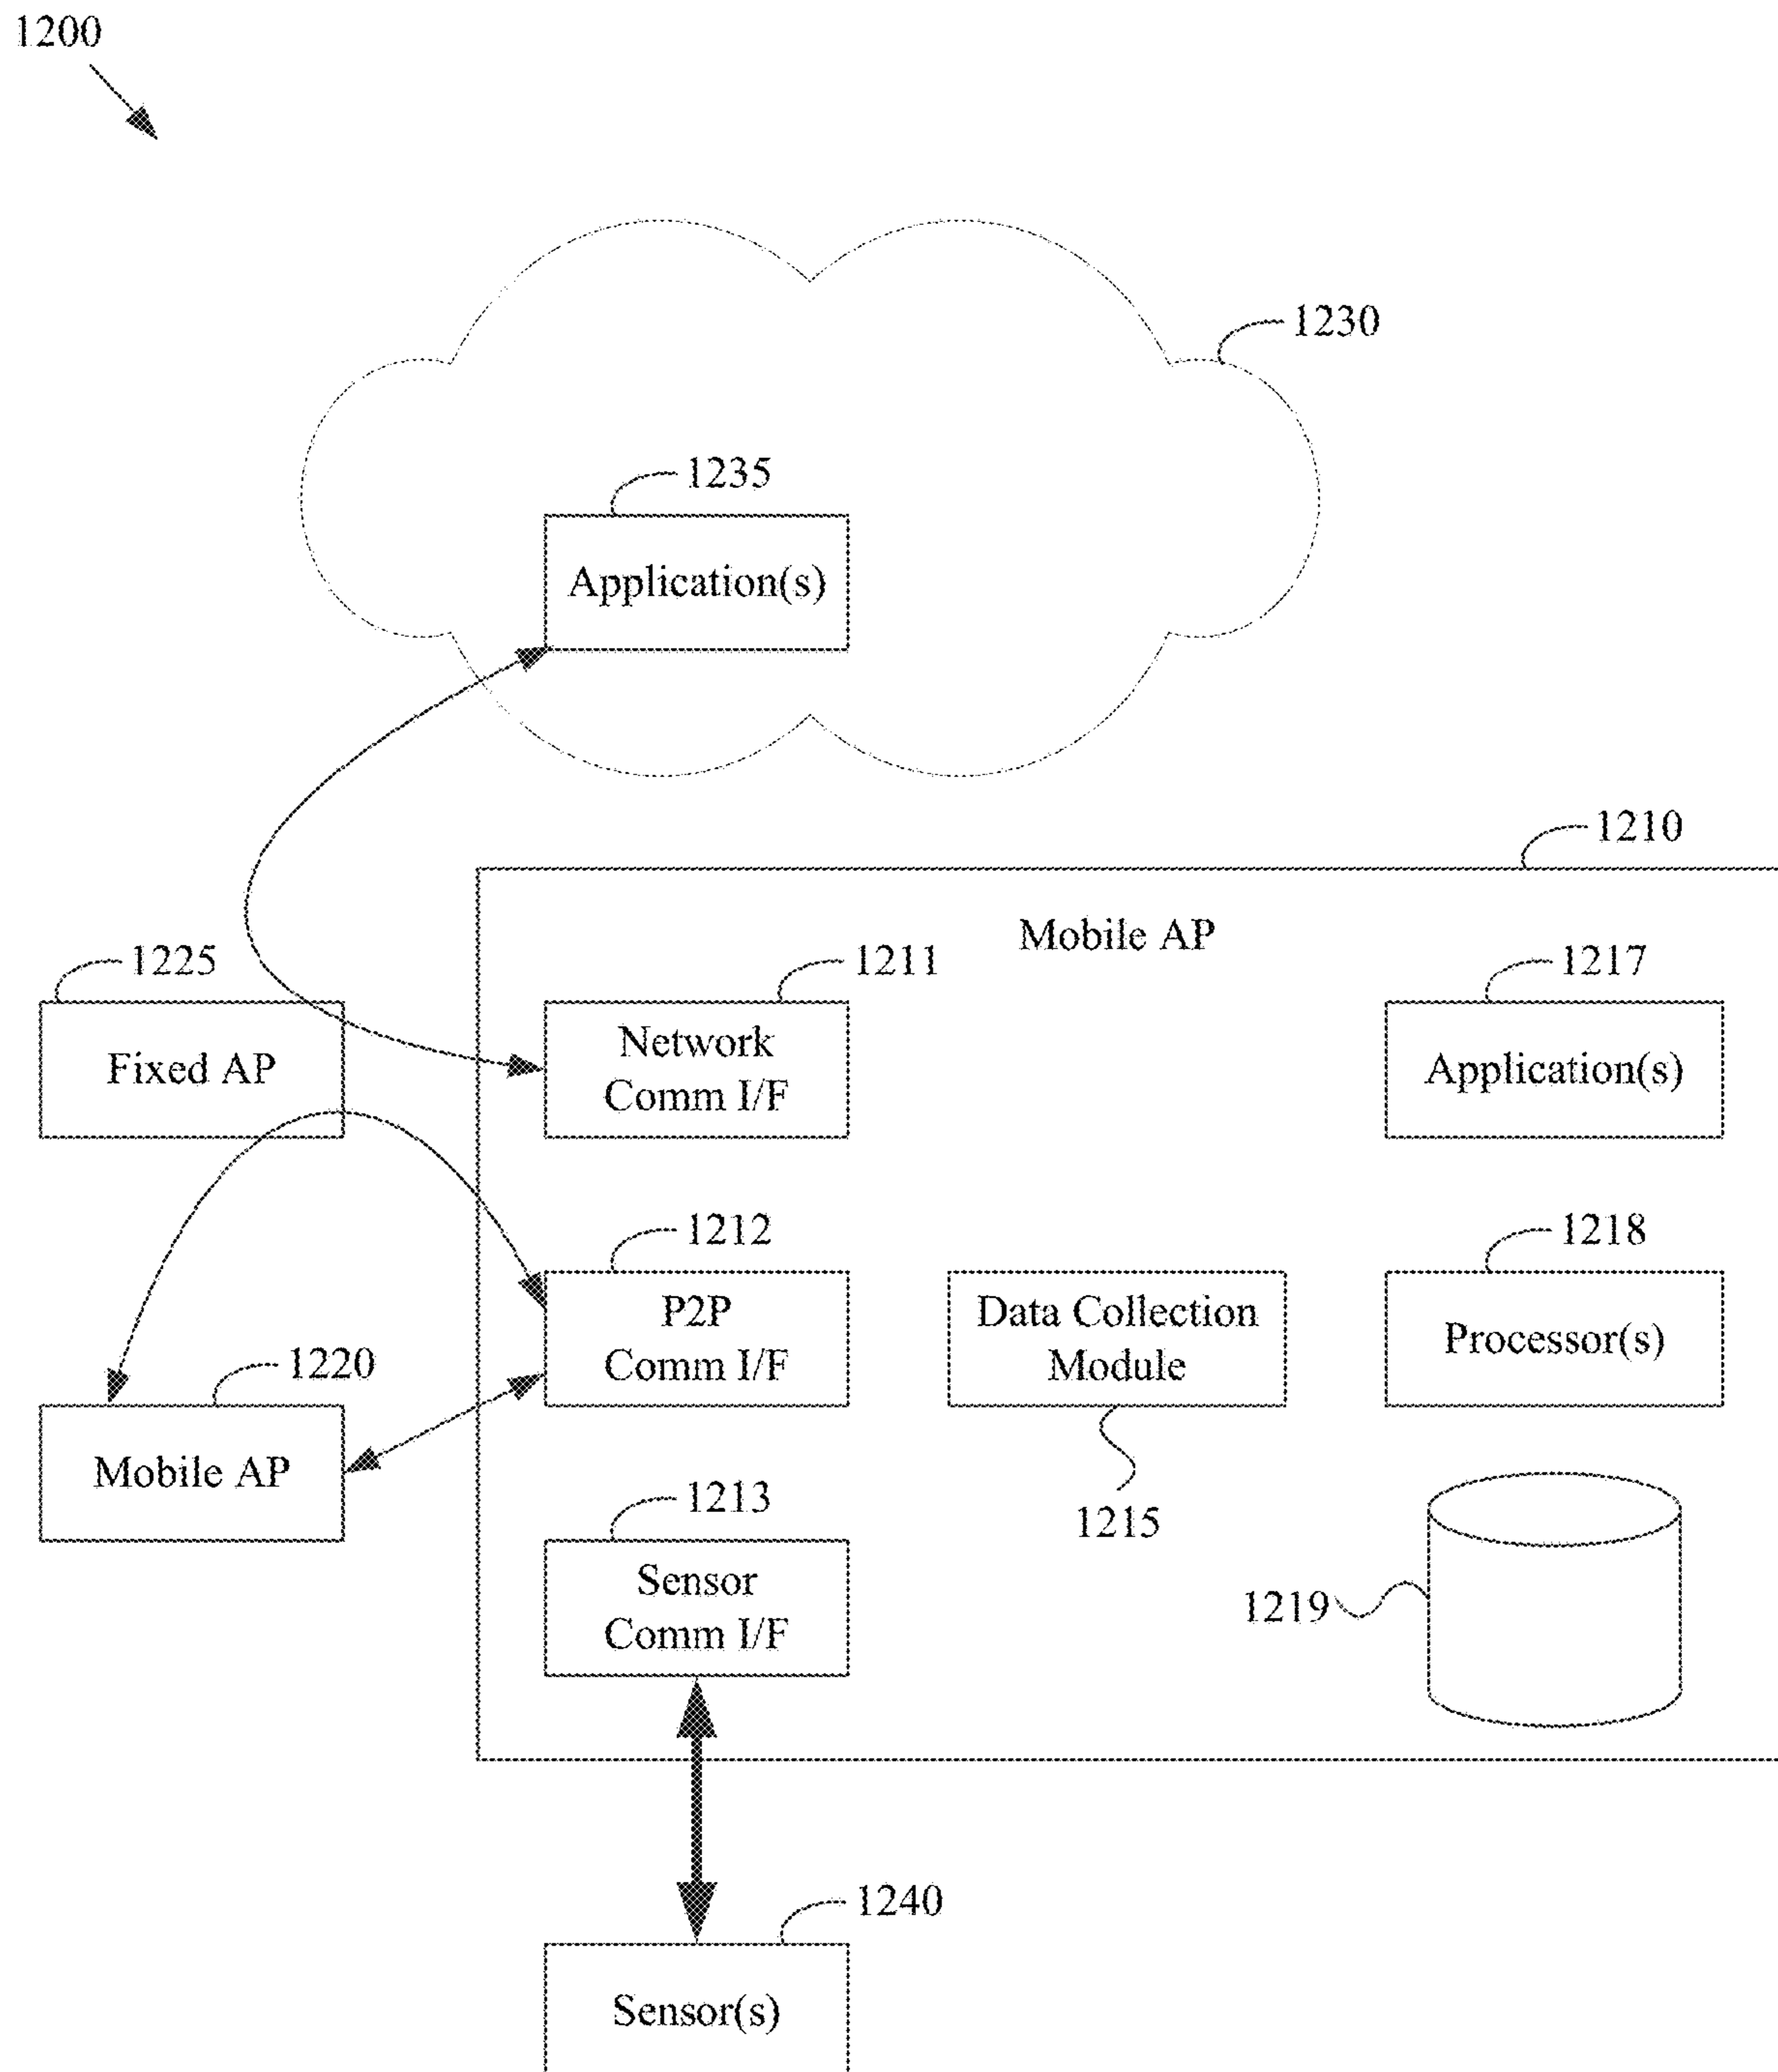 1200
1230
1235
Application(s)
1210
Mobile AP
1225
1211
1217
Fixed AP
Network
Comm I/F
Application(s)
1212
1218
P2P
Comm I/F
Data Collection
Module
Processor(s)
1220
Mobile AP
1213
1215
Sensor
Comm I/F
1219
1240
Sensor(s)